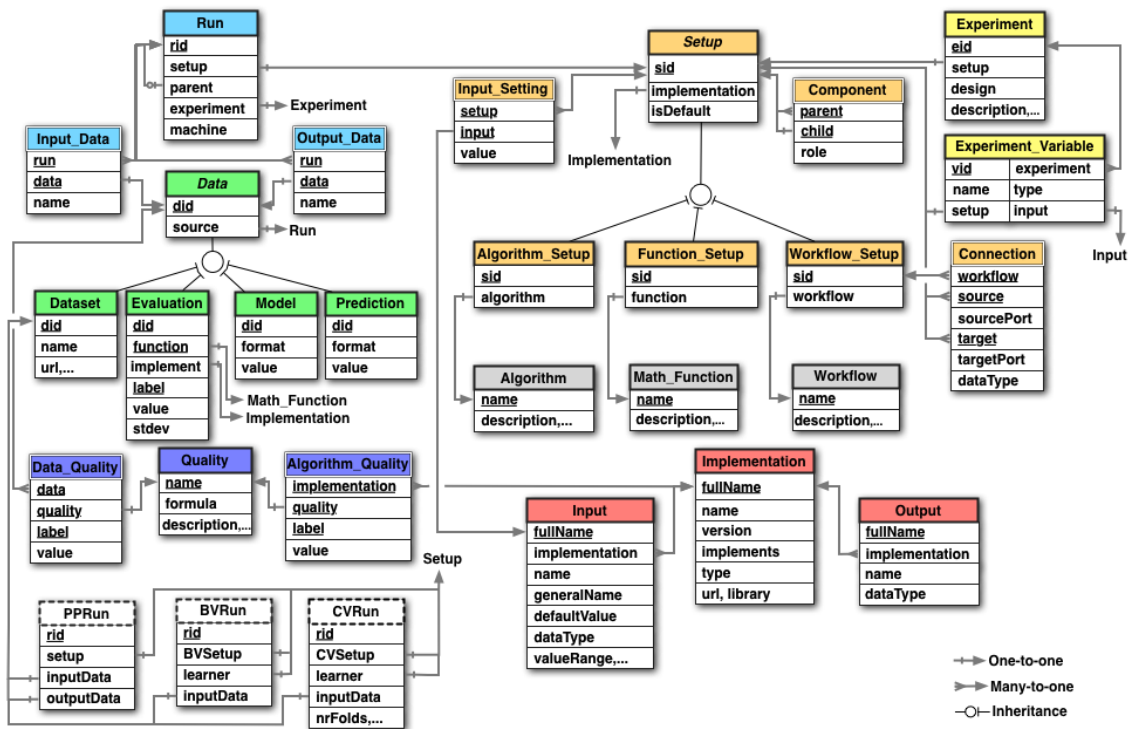 Run
rid
setup
parent
experiment
machine
Experiment
Input_Data
run
data
name
Output_Data
run
data
name
Data
did
source
Run
Dataset
did
name
url,...
Evaluation
did
function
implement
label
value
stdev
Math_Function
Implementation
Model
did
format
value
Prediction
did
format
value
Setup
sid
implementation
isDefault
Implementation
Input_Setting
setup
input
value
Component
parent
child
role
Experiment
eid
setup
design
description,...
Experiment_Variable
vid experiment
name type
setup input
Input
Algorithm_Setup
sid
algorithm
Function_Setup
sid
function
Workflow_Setup
sid
workflow
Connection
workflow
source
sourcePort
target
targetPort
dataType
Algorithm
name
description,...
Math_Function
name
description,...
Workflow
name
description,...
Data_Quality
data
quality
label
value
Quality
name
formula
description,...
Algorithm_Quality
implementation
quality
label
value
Input
fullName
implementation
name
generalName
defaultValue
dataType
valueRange,...
Implementation
fullName
name
version
implements
type
url, library
Output
fullName
implementation
name
dataType
Setup
PPRun
rid
setup
inputData
outputData
BVRun
rid
BVSetup
learner
inputData
CVRun
rid
CVSetup
learner
inputData
nrFolds,...
One-to-one
Many-to-one
Inheritance